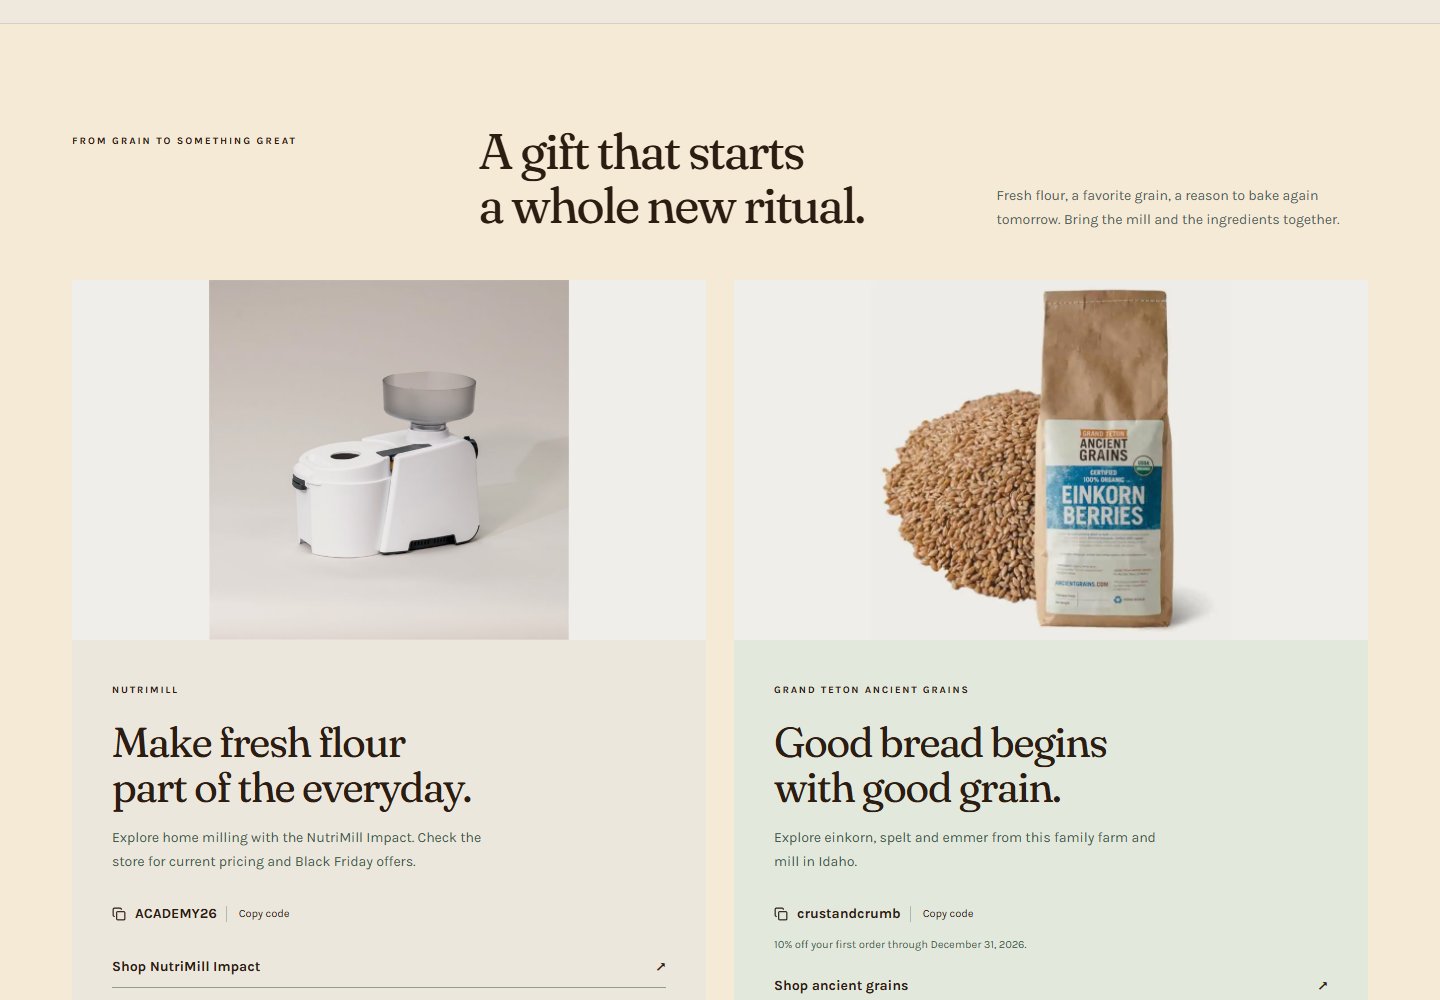 FROM GRAIN TO SOMETHING GREAT
A gift that starts
a whole new ritual.
Fresh flour, a favorite grain, a reason to bake again
tomorrow. Bring the mill and the ingredients together.
GRAND TETON
ANCIENT
GRAINS
USDA
ORGANIC
CERTIFIED
100% ORGANIC
EINKORN
BERRIES
ANCIENTGRAINS.COM
NUTRIMILL
Make fresh flour
part of the everyday.
Explore home milling with the NutriMill Impact. Check the
store for current pricing and Black Friday offers.
ACADEMY26
Copy code
Shop NutriMill Impact ↗
GRAND TETON ANCIENT GRAINS
Good bread begins
with good grain.
Explore einkorn, spelt and emmer from this family farm and
mill in Idaho.
crustandcrumb
Copy code
10% off your first order through December 31, 2026.
Shop ancient grains ↗